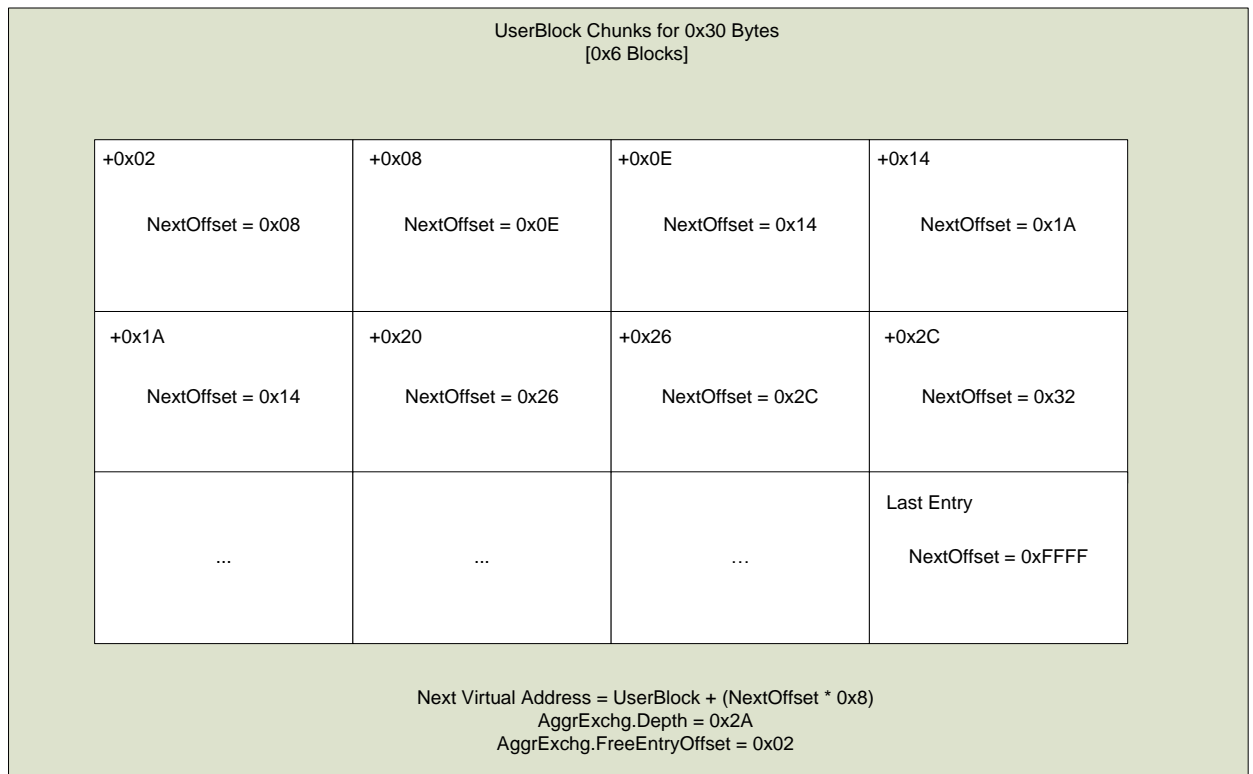 UserBlock Chunks for 0x30 Bytes
[0x6 Blocks]
+0x02
NextOffset = 0x08
+0x08
NextOffset = 0x0E
+0x0E
NextOffset = 0x14
+0x14
NextOffset = 0x1A
+0x1A
NextOffset = 0x14
+0x20
NextOffset = 0x26
+0x26
NextOffset = 0x2C
+0x2C
NextOffset = 0x32
...
...
…
Last Entry
NextOffset = 0xFFFF
Next Virtual Address = UserBlock + (NextOffset * 0x8)
AggrExchg.Depth = 0x2A
AggrExchg.FreeEntryOffset = 0x02